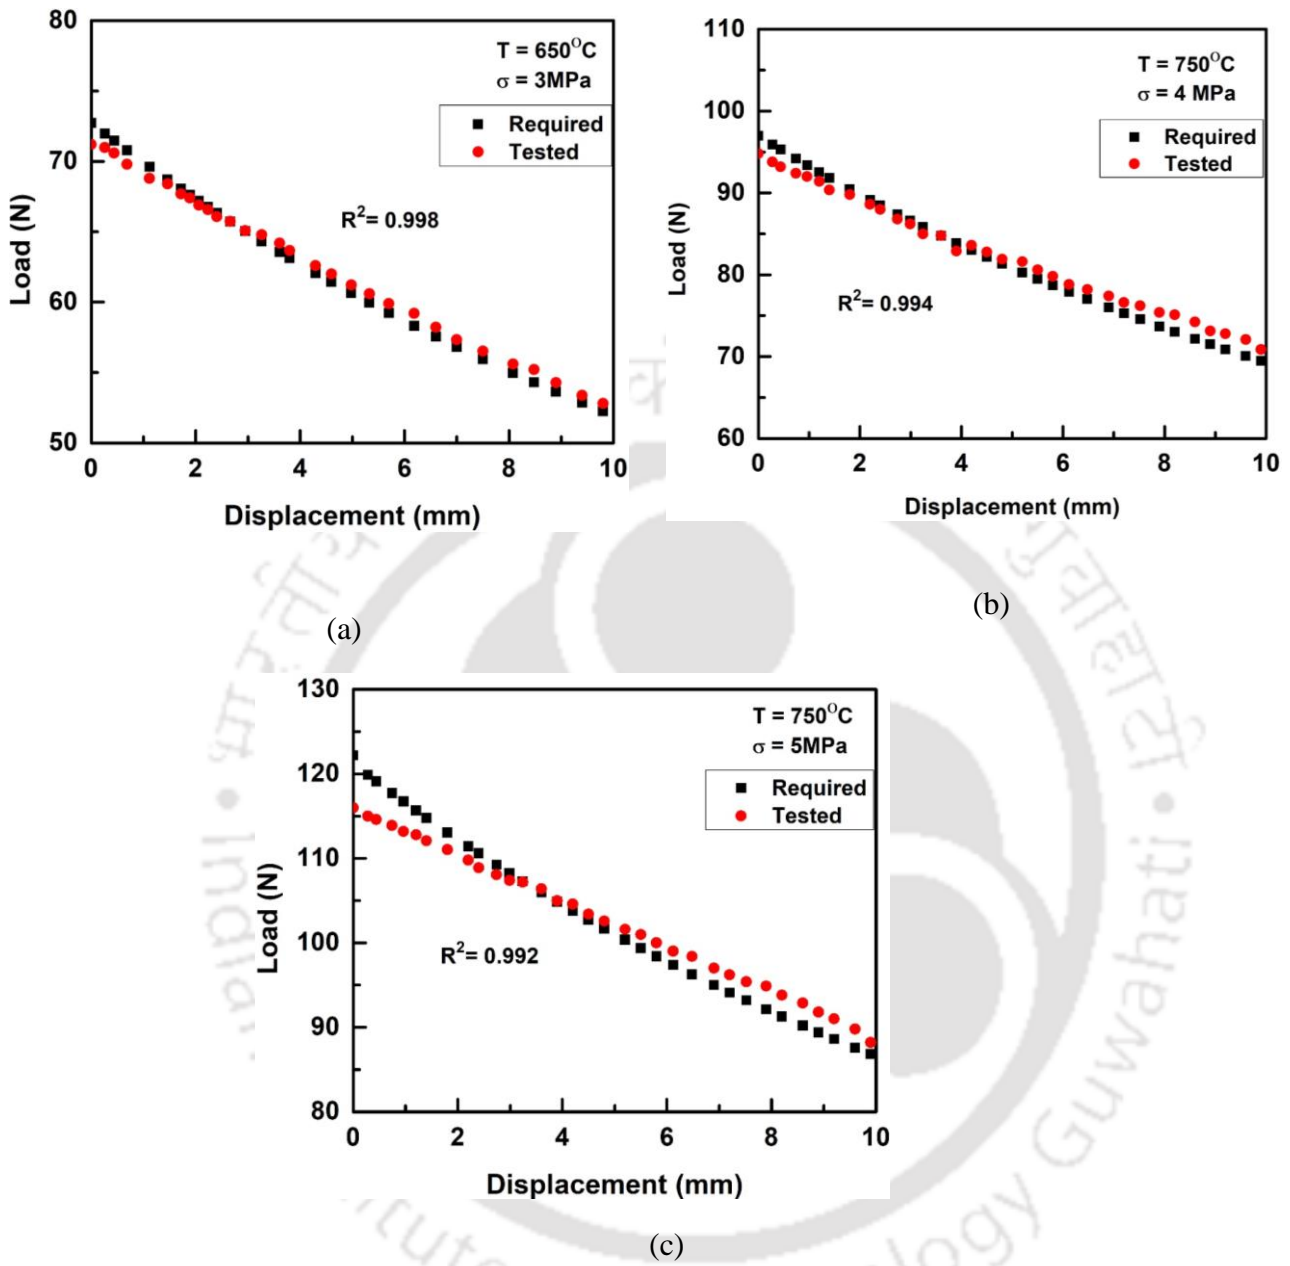 80
70
60
50
0 2 4 6 8 10
Load (N)
Displacement (mm)
T = 650°C
σ = 3MPa
Required
Tested
R²= 0.998
(a)
110
100
90
80
70
60
0 2 4 6 8 10
Load (N)
Displacement (mm)
T = 750°C
σ = 4 MPa
Required
Tested
R²= 0.994
(b)
130
120
110
100
90
80
0 2 4 6 8 10
Load (N)
Displacement (mm)
T = 750°C
σ = 5MPa
Required
Tested
R²= 0.992
(c)
Guwahati